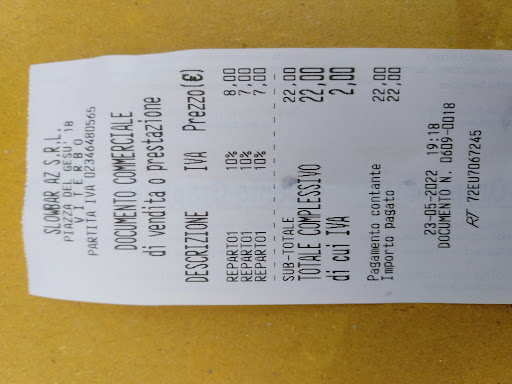 SLOWBAR AZ S.R.L.
PIAZZA DEL GESU' 18
VITERBO
PARTITA IVA 02346480565
DOCUMENTO COMMERCIALE
di vendita o prestazione
DESCRIZIONE IVA Prezzo(€)
REPARTO1 10% 8,00
REPARTO1 10% 7,00
REPARTO1 10% 7,00
SUB-TOTALE 22,00
TOTALE COMPLESSIVO 22,00
di cui IVA 2,00
Pagamento contante 22,00
Importo pagato 22,00
23-05-2022 19:18
DOCUMENTO N. 0609-0018
RT 72EU7067245